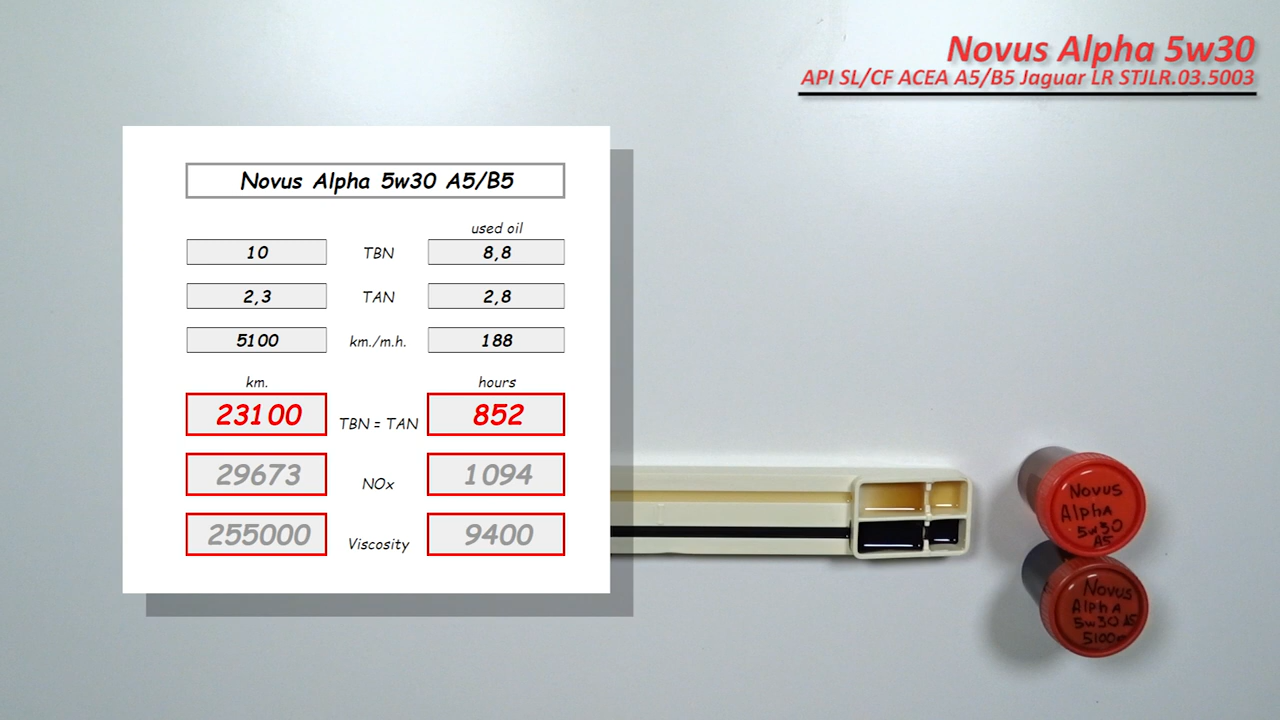 Novus Alpha 5w30
API SL/CF ACEA A5/B5 Jaguar LR STJLR.03.5003
Novus Alpha 5w30 A5/B5
used oil
10 TBN 8,8
2,3 TAN 2,8
5100 km./m.h. 188
km. hours
23100 TBN = TAN 852
29673 NOx 1094
255000 Viscosity 9400
Novus
Alpha
5w30
A5
Novus
Alpha
5w30 A5
5100